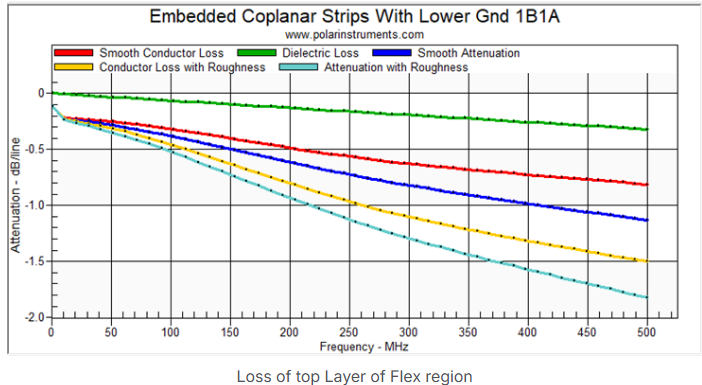 Embedded Coplanar Strips With Lower Gnd 1B1A
www.polarinstruments.com
Smooth Conductor Loss Dielectric Loss Smooth Attenuation
Conductor Loss with Roughness Attenuation with Roughness
Attenuation - dB/line
0
-0.5
-1.0
-1.5
-2.0
0 50 100 150 200 250 300 350 400 450 500
Frequency - MHz
Loss of top Layer of Flex region